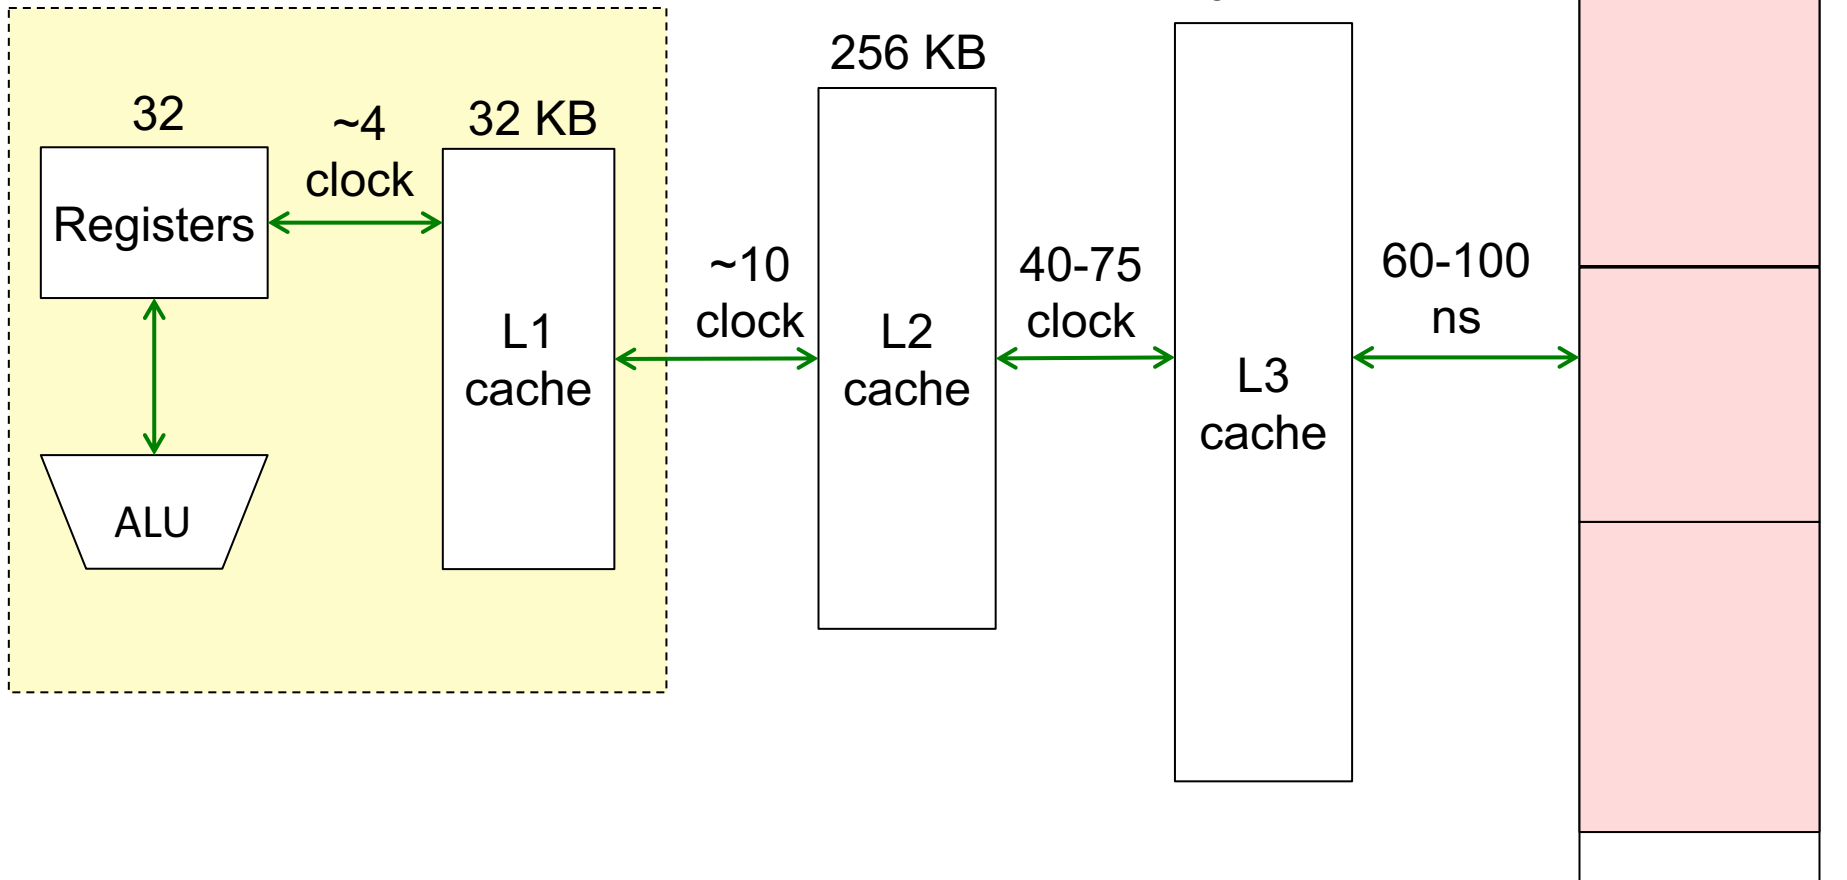 32
~4
clock
32 KB
256 KB
Registers
ALU
L1
cache
~10
clock
L2
cache
40-75
clock
L3
cache
60-100
ns